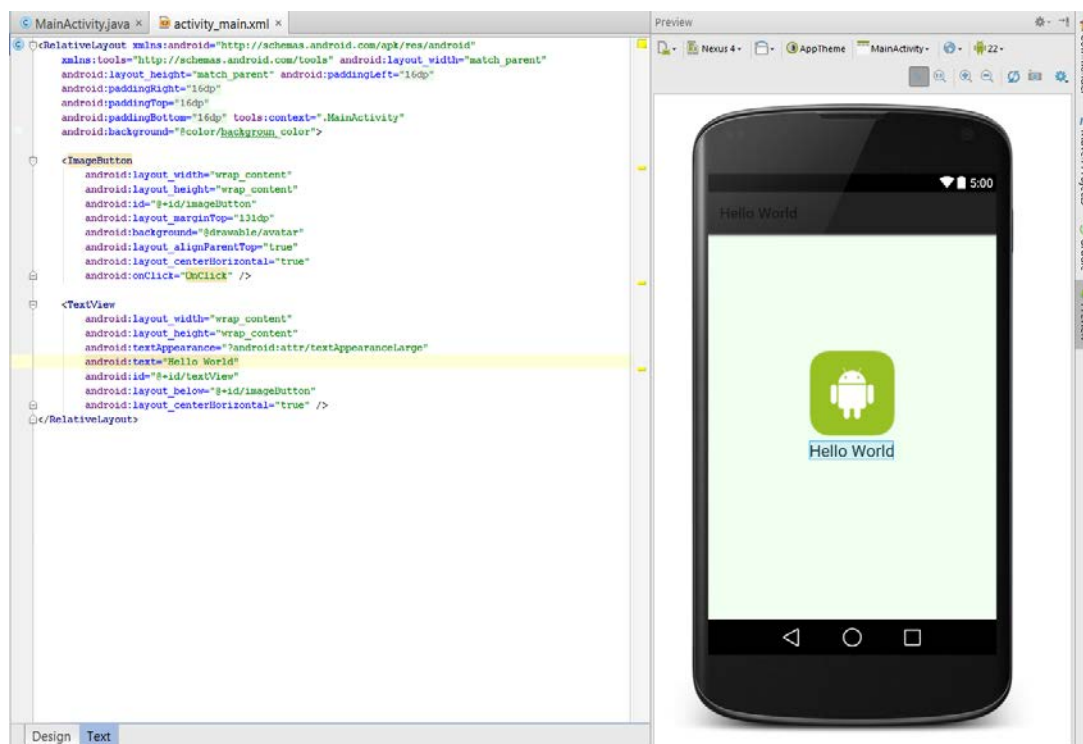 MainActivity.java ×
activity_main.xml ×
<RelativeLayout xmlns:android="http://schemas.android.com/apk/res/android"
xmlns:tools="http://schemas.android.com/tools" android:layout_width="match_parent"
android:layout_height="match_parent" android:paddingLeft="16dp"
android:paddingRight="16dp"
android:paddingTop="16dp"
android:paddingBottom="16dp" tools:context=".MainActivity"
android:background="@color/backgroun_color">
<ImageButton
android:layout_width="wrap_content"
android:layout_height="wrap_content"
android:id="@+id/imageButton"
android:layout_marginTop="131dp"
android:background="@drawable/avatar"
android:layout_alignParentTop="true"
android:layout_centerHorizontal="true"
android:onClick="OnClick" />
<TextView
android:layout_width="wrap_content"
android:layout_height="wrap_content"
android:textAppearance="?android:attr/textAppearanceLarge"
android:text="Hello World"
android:id="@+id/textView"
android:layout_below="@+id/imageButton"
android:layout_centerHorizontal="true" />
</RelativeLayout>
Design Text
Preview
Nexus 4 AppTheme MainActivity 22
5:00
Hello World
Hello World